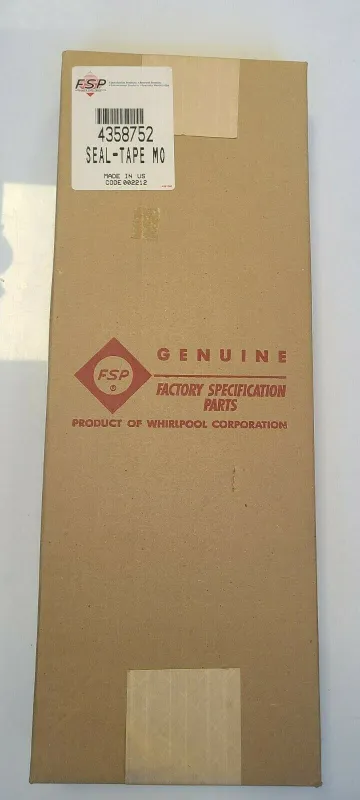 FSP
4358752
SEAL-TAPE MO
MADE IN US
CODE 002212
FSP
®
GENUINE
FACTORY SPECIFICATION
PARTS
PRODUCT OF WHIRLPOOL CORPORATION